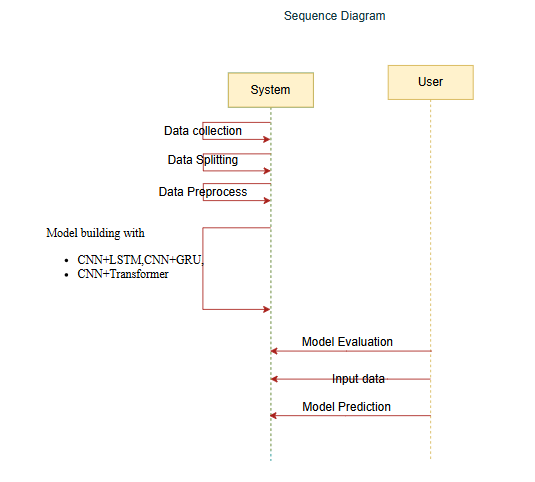 Sequence Diagram
System
User
Data collection
Data Splitting
Data Preprocess
Model building with
• CNN+LSTM,CNN+GRU,
• CNN+Transformer
Model Evaluation
Input data
Model Prediction